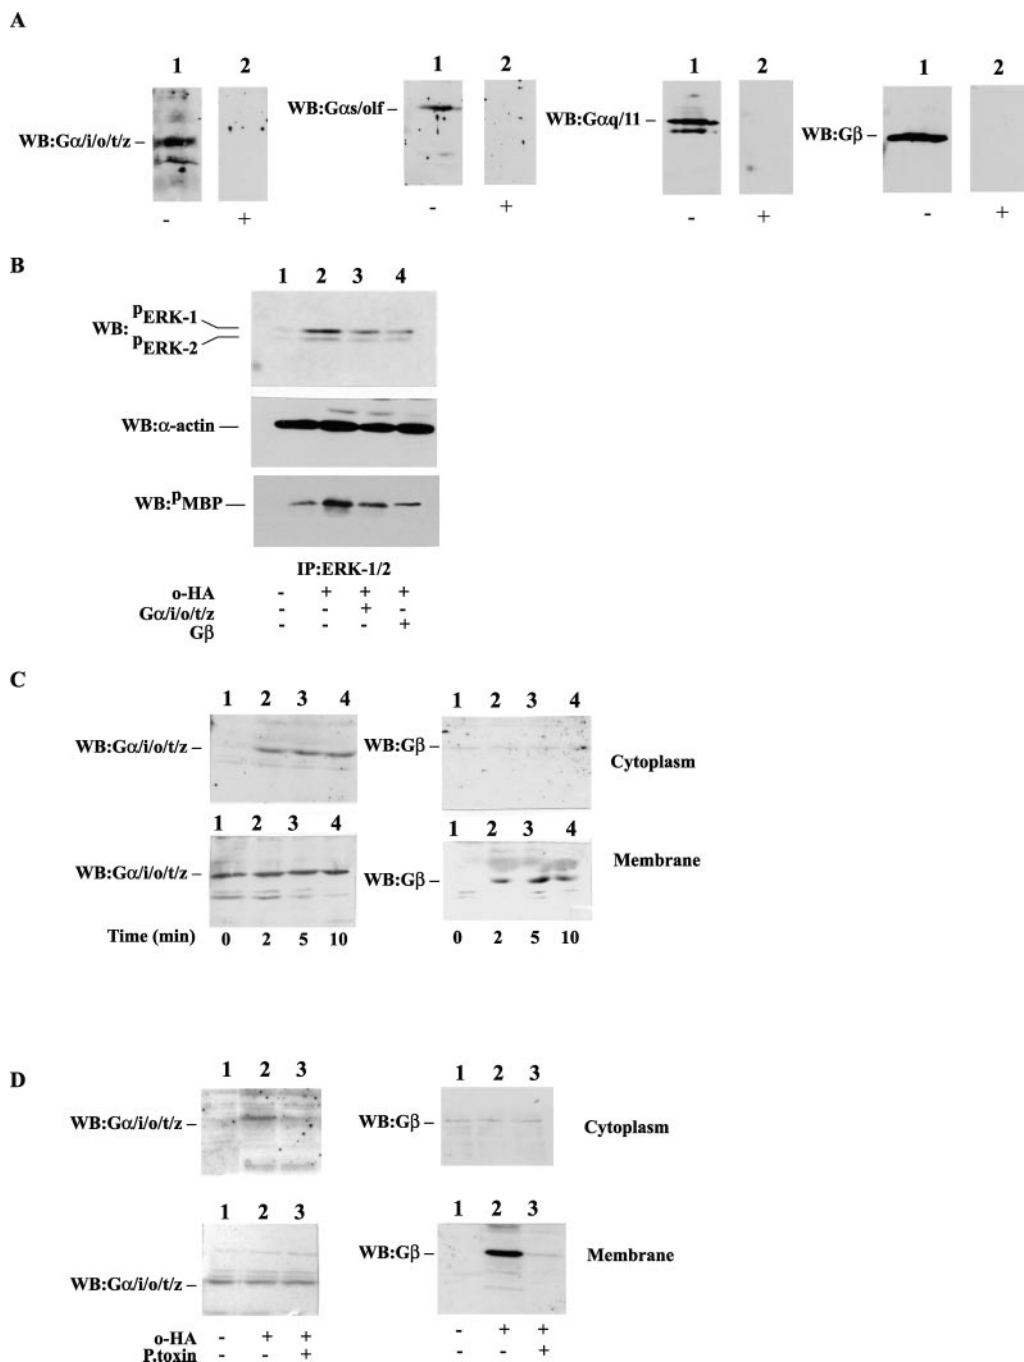 A
1 2 1 2 1 2 1 2
WB:Gα/i/o/t/z – WB:Gαs/olf – WB:Gαq/11 – WB:Gβ –
- + - + - + - +
B
1 2 3 4
WB: pERK-1
pERK-2
WB:α-actin —
WB:pMBP —
IP:ERK-1/2
o-HA - + + +
Gα/i/o/t/z - - + -
Gβ - - - +
C
1 2 3 4 1 2 3 4
WB:Gα/i/o/t/z – WB:Gβ – Cytoplasm
1 2 3 4 1 2 3 4
WB:Gα/i/o/t/z – WB:Gβ – Membrane
Time (min) 0 2 5 10 0 2 5 10
D
1 2 3 1 2 3
WB:Gα/i/o/t/z – WB:Gβ – Cytoplasm
1 2 3 1 2 3
WB:Gα/i/o/t/z – WB:Gβ – Membrane
o-HA - + + - + +
P.toxin - - + - - +